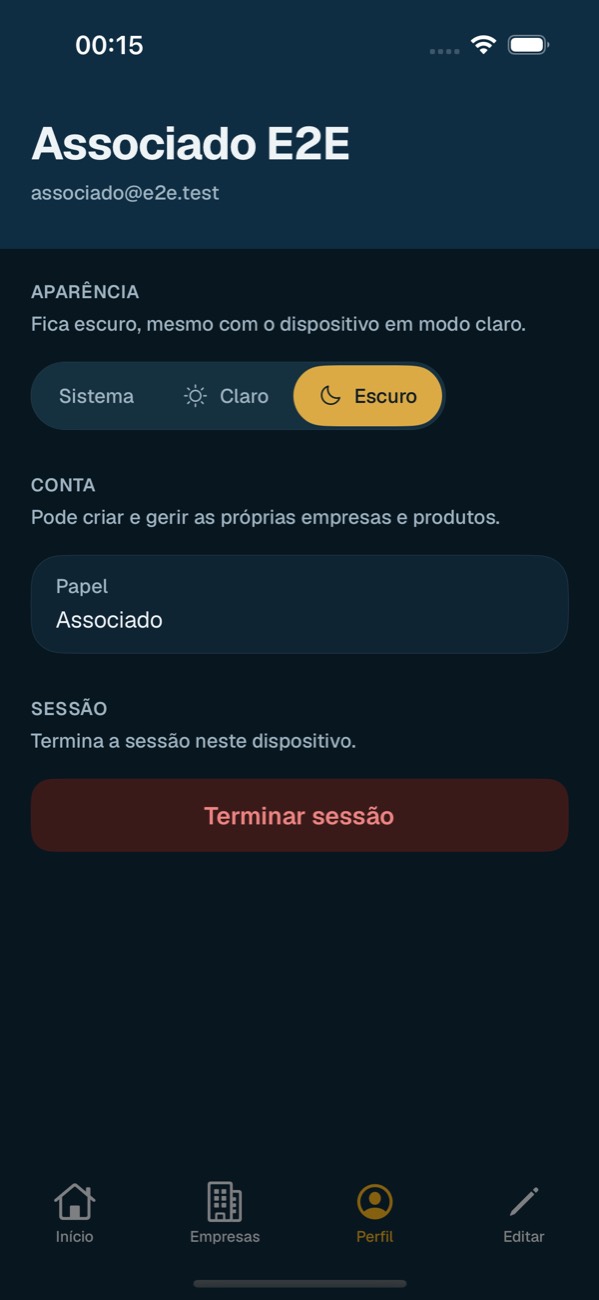 00:15
Associado E2E
associado@e2e.test
APARÊNCIA
Fica escuro, mesmo com o dispositivo em modo claro.
Sistema
Claro
Escuro
CONTA
Pode criar e gerir as próprias empresas e produtos.
Papel
Associado
SESSÃO
Termina a sessão neste dispositivo.
Terminar sessão
Início
Empresas
Perfil
Editar